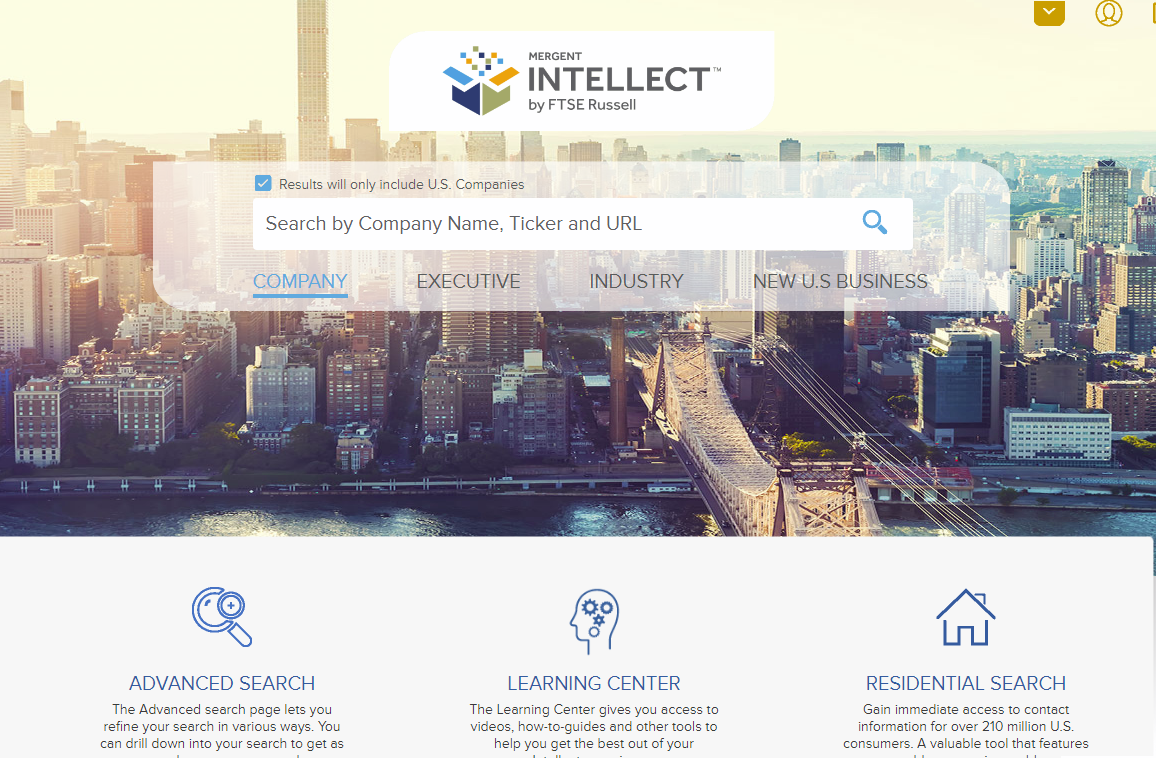 MERGENT
INTELLECT™
by FTSE Russell
Results will only include U.S. Companies
Search by Company Name, Ticker and URL
COMPANY
EXECUTIVE
INDUSTRY
NEW U.S BUSINESS
ADVANCED SEARCH
The Advanced search page lets you
refine your search in various ways. You
can drill down into your search to get as
LEARNING CENTER
The Learning Center gives you access to
videos, how-to-guides and other tools to
help you get the best out of your
RESIDENTIAL SEARCH
Gain immediate access to contact
information for over 210 million U.S.
consumers. A valuable tool that features